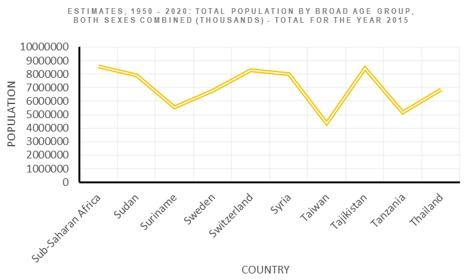 ESTIMATES, 1950 - 2020: TOTAL POPULATION BY BROAD AGE GROUP,
BOTH SEXES COMBINED (THOUSANDS) - TOTAL FOR THE YEAR 2015
POPULATION
10000000
9000000
8000000
7000000
6000000
5000000
4000000
3000000
2000000
1000000
0
Sub-Saharan Africa
Sudan
Suriname
Sweden
Switzerland
Syria
Taiwan
Tajikistan
Tanzania
Thailand
COUNTRY